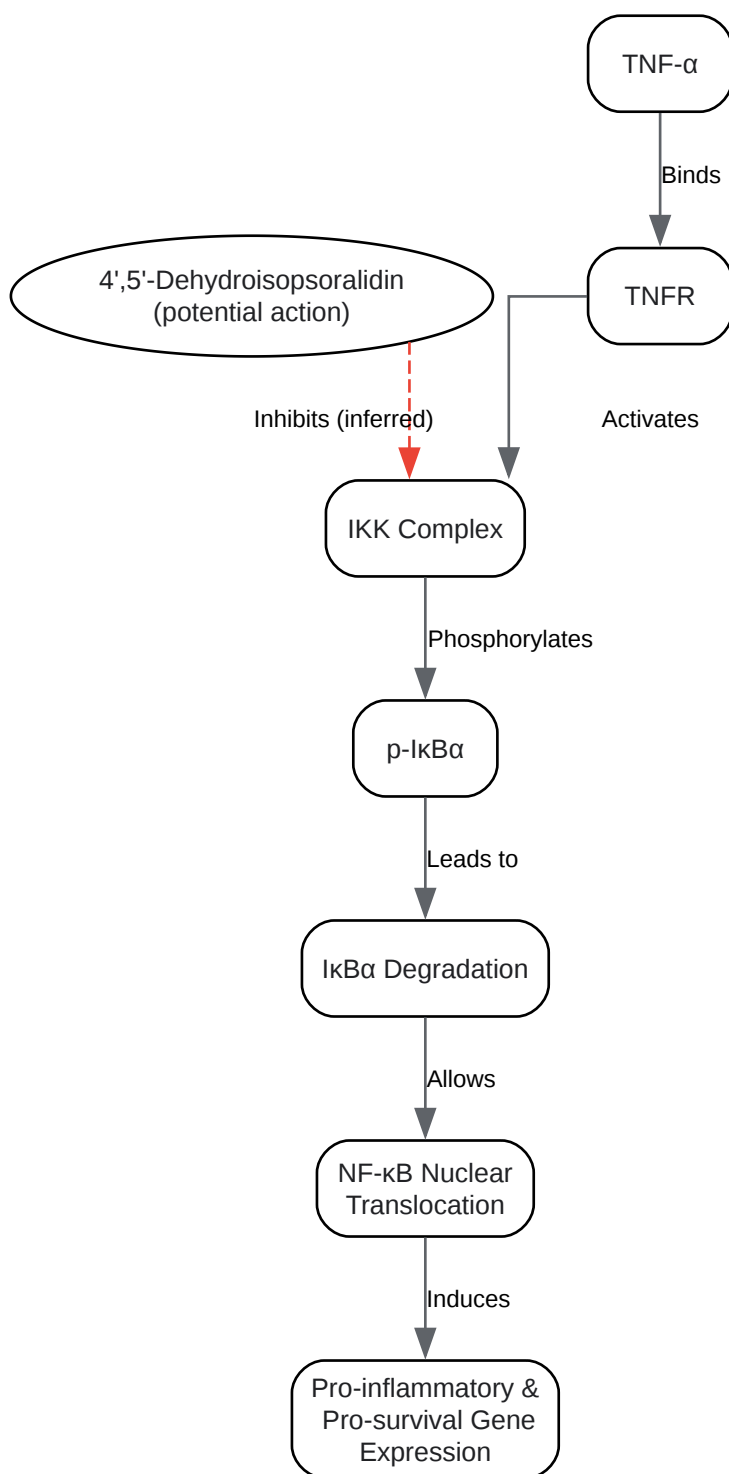 TNF-α
Binds
4',5'-Dehydroisopsoralidin
(potential action)
TNFR
Inhibits (inferred)
Activates
IKK Complex
Phosphorylates
p-IκBα
Leads to
IκBα Degradation
Allows
NF-κB Nuclear
Translocation
Induces
Pro-inflammatory &
Pro-survival Gene
Expression